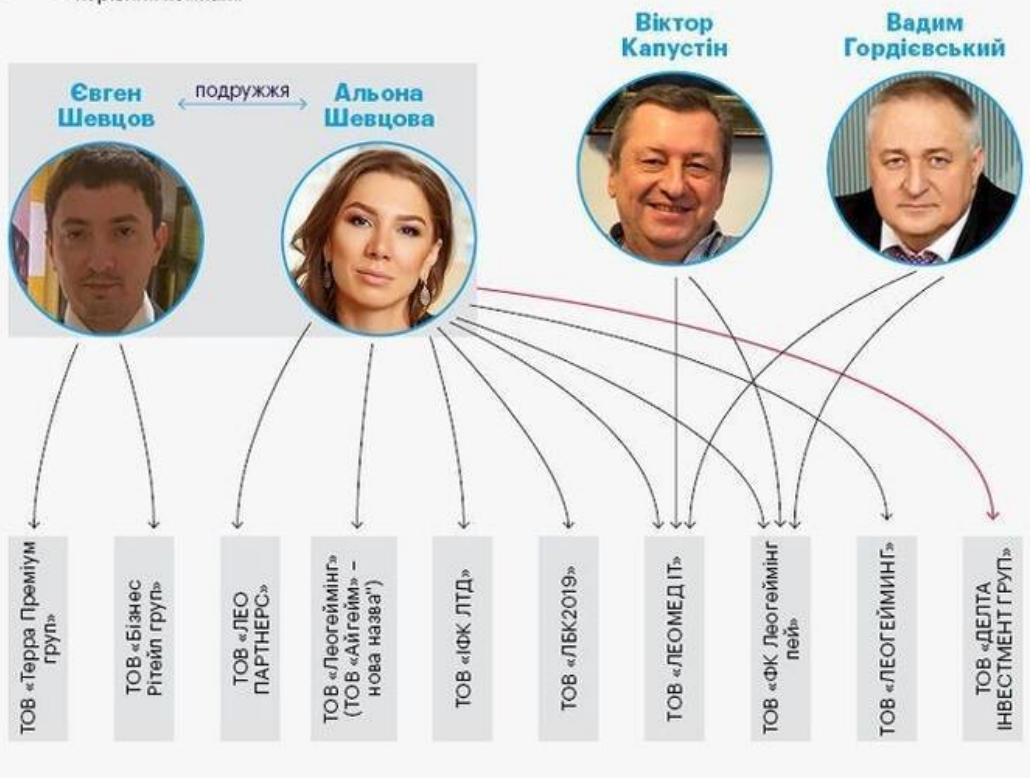 Віктор
Капустін
Вадим
Гордієвський
Євген
Шевцов
подружжя
Альона
Шевцова
ТОВ «Терра Преміум
груп»
ТОВ «Бізнес
Рітейл груп»
ТОВ «ЛЕО
ПАРТНЕРС»
ТОВ «Леогеймінг»
(ТОВ «Айгейм» –
нова назва")
ТОВ «ІФК ЛТД»
ТОВ «ЛБК2019»
ТОВ «ЛЕОМЕД ІТ»
ТОВ «ФК Леогеймінг
пей»
ТОВ «ЛЕОГЕЙМИНГ»
ТОВ «ДЕЛТА
ІНВЕСТМЕНТ ГРУП»